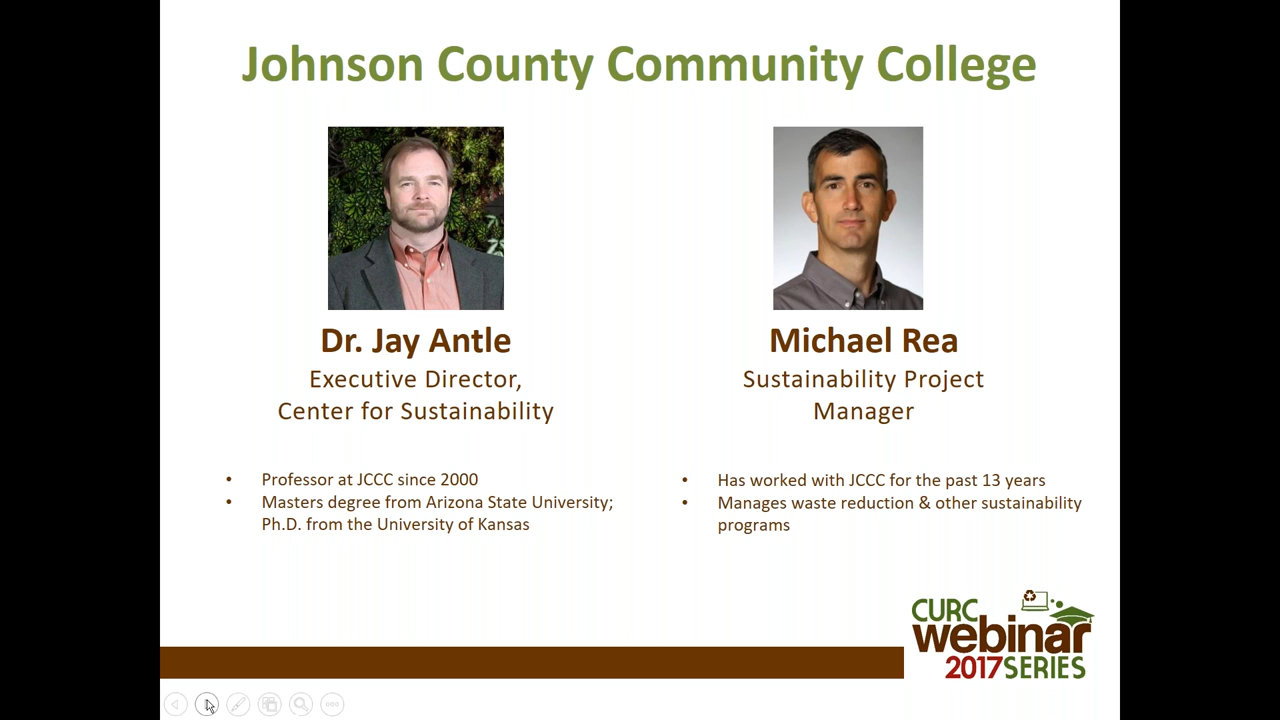 Johnson County Community College
Dr. Jay Antle
Executive Director,
Center for Sustainability
• Professor at JCCC since 2000
• Masters degree from Arizona State University;
Ph.D. from the University of Kansas
Michael Rea
Sustainability Project
Manager
• Has worked with JCCC for the past 13 years
• Manages waste reduction & other sustainability
programs
CURC
webinar
2017SERIES